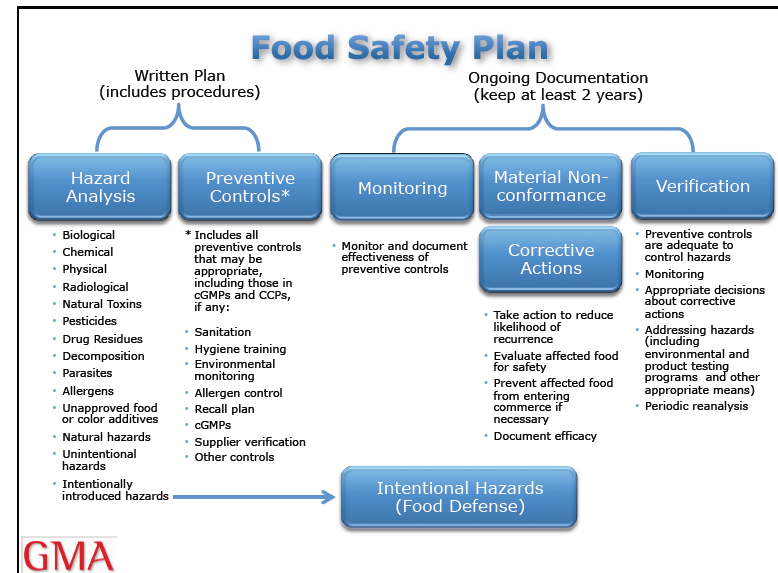 Food Safety Plan
Written Plan
(includes procedures)
Ongoing Documentation
(keep at least 2 years)
Hazard
Analysis
Preventive
Controls*
Monitoring
Material Non-
conformance
Verification
Corrective
Actions
• Biological
• Chemical
• Physical
• Radiological
• Natural Toxins
• Pesticides
• Drug Residues
• Decomposition
• Parasites
• Allergens
• Unapproved food
or color additives
• Natural hazards
• Unintentional
hazards
• Intentionally
introduced hazards
* Includes all
preventive controls
that may be
appropriate,
including those in
cGMPs and CCPs,
if any:
• Sanitation
• Hygiene training
• Environmental
monitoring
• Allergen control
• Recall plan
• cGMPs
• Supplier verification
• Other controls
• Monitor and document
effectiveness of
preventive controls
• Take action to reduce
likelihood of
recurrence
• Evaluate affected food
for safety
• Prevent affected food
from entering
commerce if
necessary
• Document efficacy
• Preventive controls
are adequate to
control hazards
• Monitoring
• Appropriate decisions
about corrective
actions
• Addressing hazards
(including
environmental and
product testing
programs and other
appropriate means)
• Periodic reanalysis
Intentional Hazards
(Food Defense)
GMA